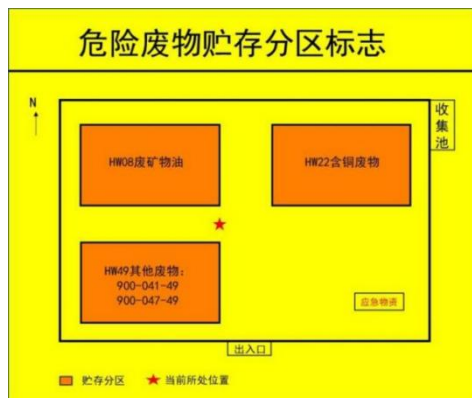 危险废物贮存分区标志
N
收集池
HW08废矿物油
HW22含铜废物
HW49其他废物：
900-041-49
900-047-49
应急物资
出入口
贮存分区
当前所处位置